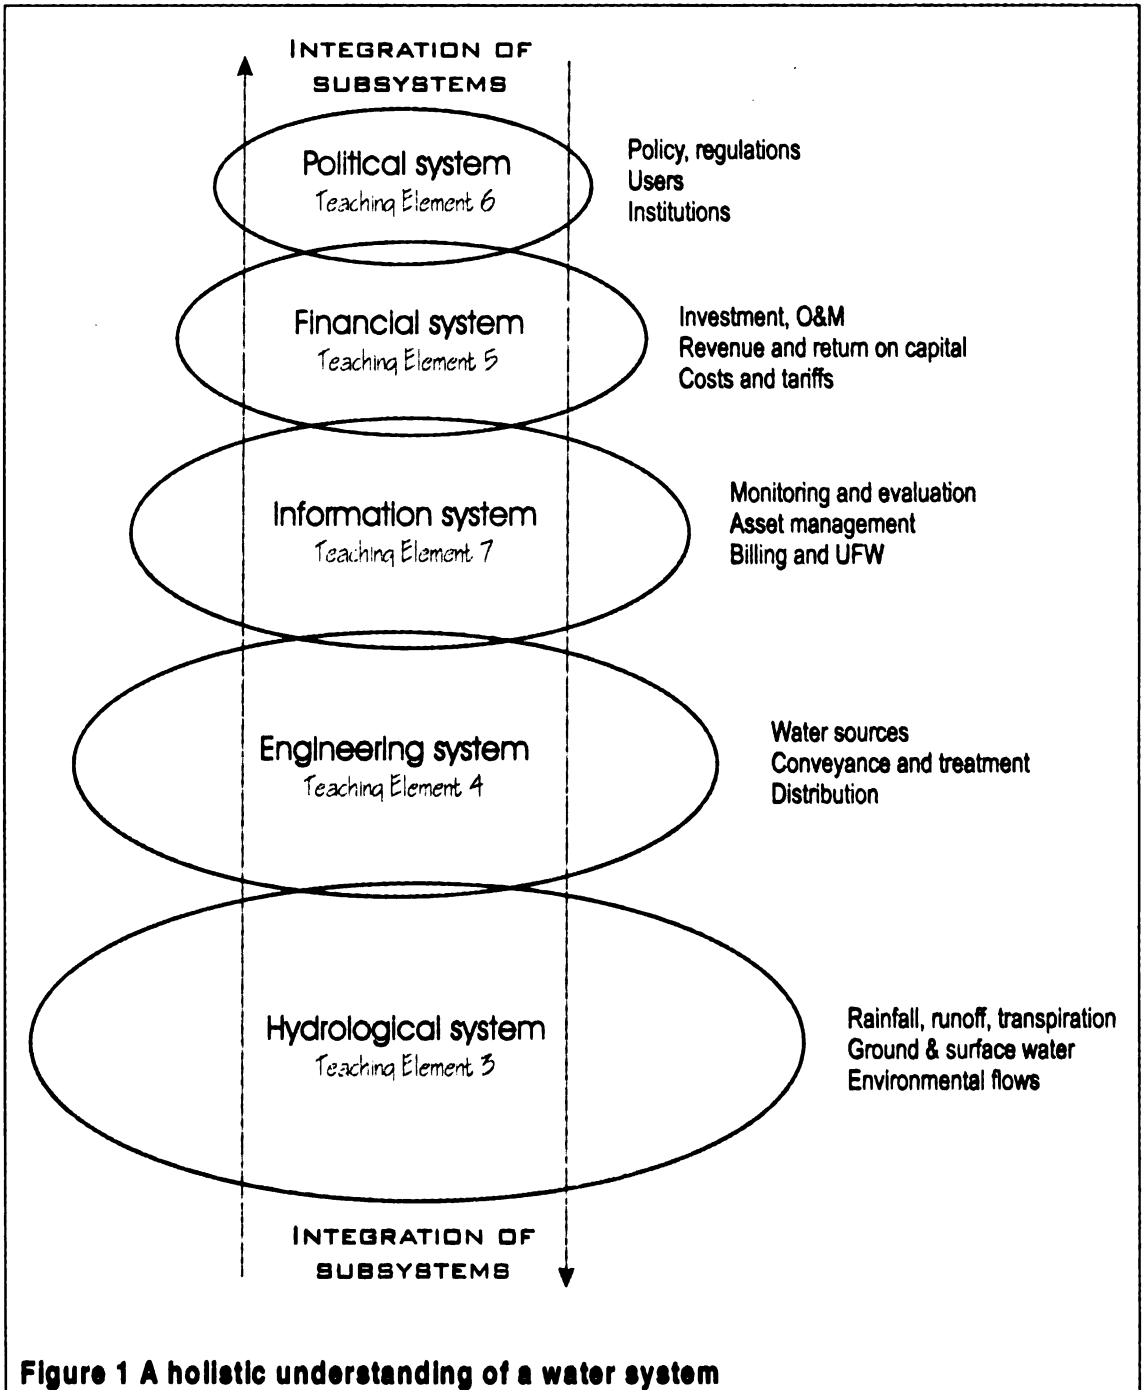 INTEGRATION OF
SUBSYSTEMS
Political system
Teaching Element 6
Policy, regulations
Users
Institutions
Financial system
Teaching Element 5
Investment, O&M
Revenue and return on capital
Costs and tariffs
Information system
Teaching Element 7
Monitoring and evaluation
Asset management
Billing and UFW
Engineering system
Teaching Element 4
Water sources
Conveyance and treatment
Distribution
Hydrological system
Teaching Element 3
Rainfall, runoff, transpiration
Ground & surface water
Environmental flows
INTEGRATION OF
SUBSYSTEMS
Figure 1 A holistic understanding of a water system